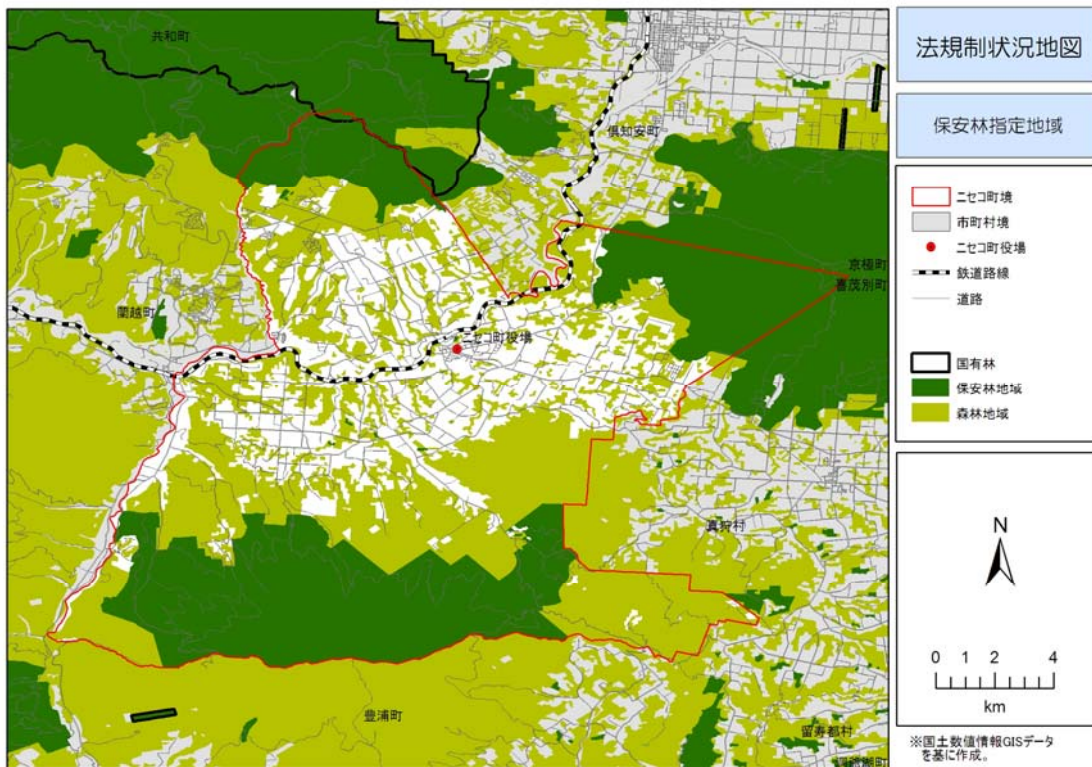 共和町
倶知安町
京極町
喜茂別町
蘭越町
ニセコ町役場
真狩村
豊浦町
留寿都村
法規制状況地図
保安林指定地域
ニセコ町境
市町村境
ニセコ町役場
鉄道路線
道路
国有林
保安林地域
森林地域
N
0 1 2 4
km
※国土数値情報GISデータ
を基に作成。